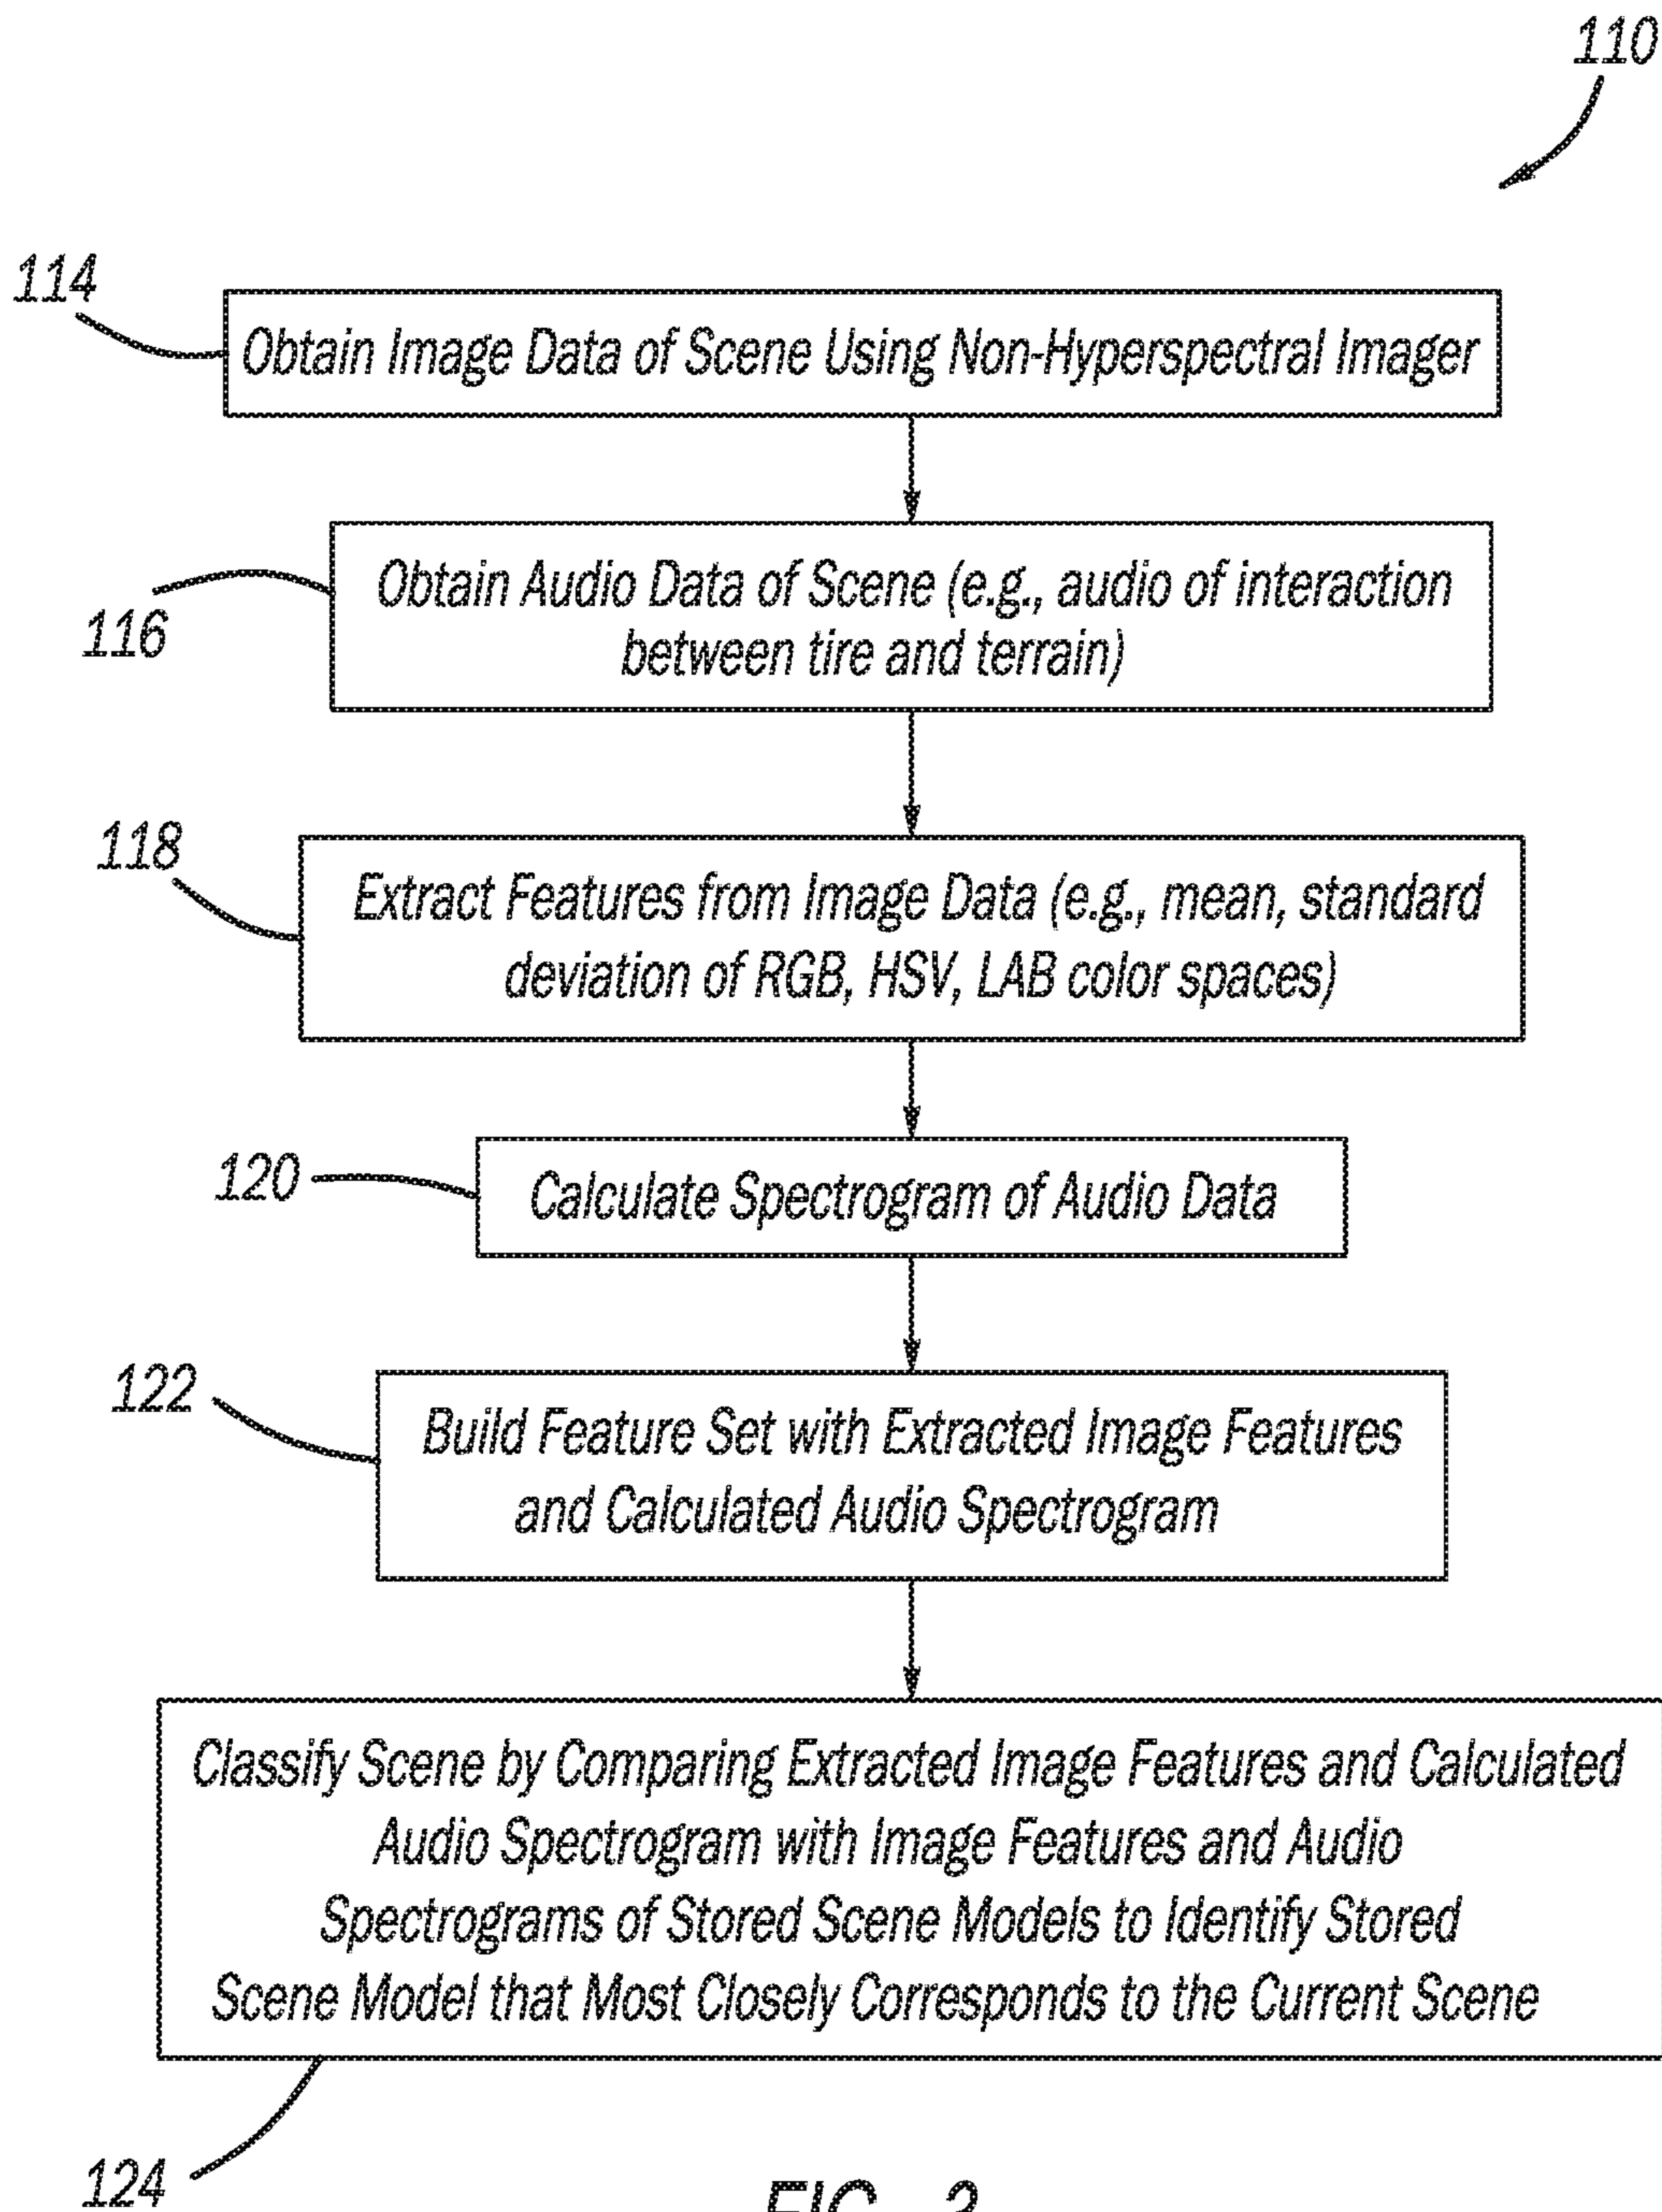 110
114
Obtain Image Data of Scene Using Non-Hyperspectral Imager
116
Obtain Audio Data of Scene (e.g., audio of interaction
between tire and terrain)
118
Extract Features from Image Data (e.g., mean, standard
deviation of RGB, HSV, LAB color spaces)
120
Calculate Spectrogram of Audio Data
122
Build Feature Set with Extracted Image Features
and Calculated Audio Spectrogram
Classify Scene by Comparing Extracted Image Features and Calculated
Audio Spectrogram with Image Features and Audio
Spectrograms of Stored Scene Models to Identify Stored
Scene Model that Most Closely Corresponds to the Current Scene
124